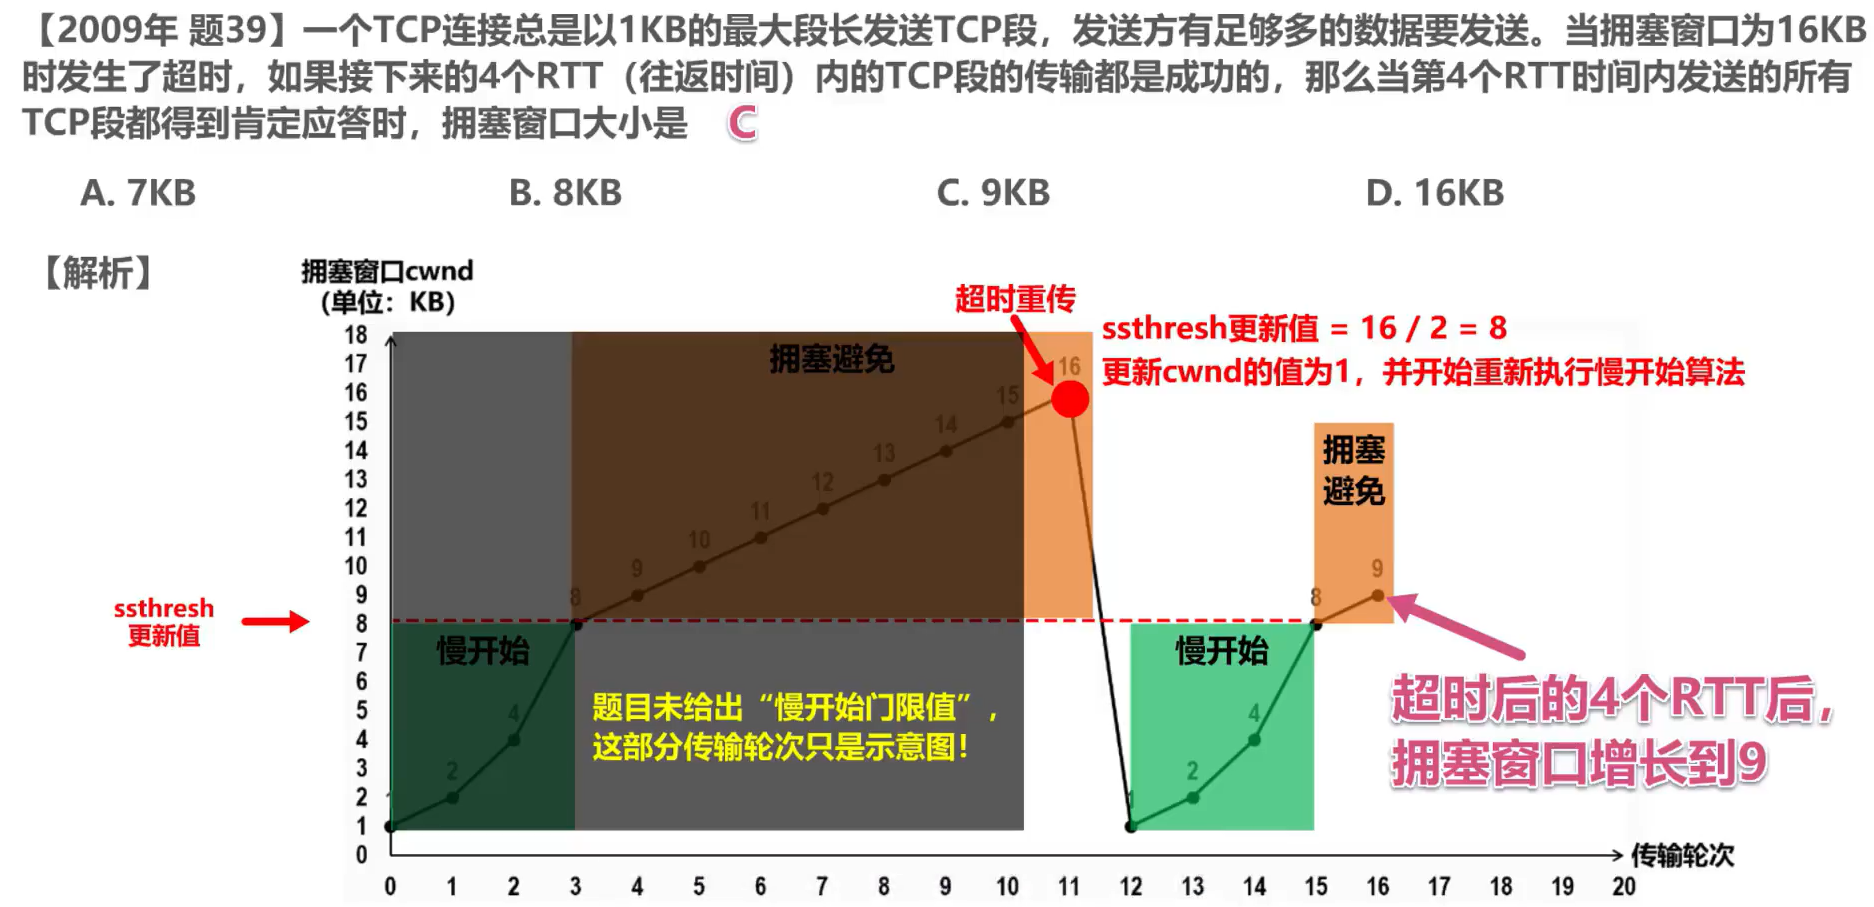 【2009年 题39】一个TCP连接总是以1KB的最大段长发送TCP段，发送方有足够多的数据要发送。当拥塞窗口为16KB
时发生了超时，如果接下来的4个RTT（往返时间）内的TCP段的传输都是成功的，那么当第4个RTT时间内发送的所有
TCP段都得到肯定应答时，拥塞窗口大小是 C
A. 7KB B. 8KB C. 9KB D. 16KB
【解析】
拥塞窗口cwnd
（单位：KB）
超时重传
ssthresh更新值 = 16 / 2 = 8
更新cwnd的值为1，并开始重新执行慢开始算法
18
17
16
15
14
13
12
11
10
9
8
7
6
5
4
3
2
1
0
拥塞避免
16
15
14
13
12
11
10
9
8
4
2
慢开始
题目未给出“慢开始门限值”，
这部分传输轮次只是示意图！
ssthresh
更新值
拥塞
避免
9
8
慢开始
4
2
1
超时后的4个RTT后，
拥塞窗口增长到9
传输轮次
0 1 2 3 4 5 6 7 8 9 10 11 12 13 14 15 16 17 18 19 20